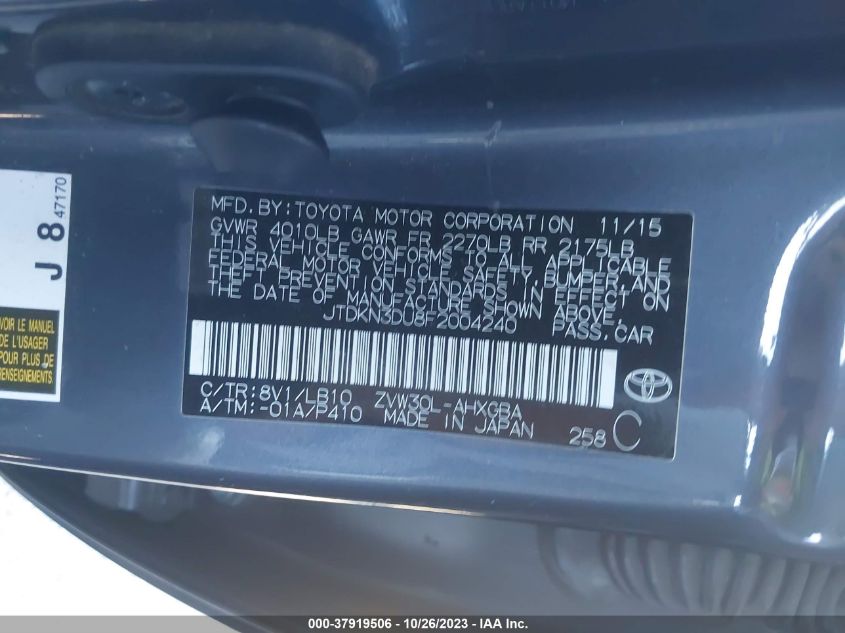 MFD. BY: TOYOTA MOTOR CORPORATION 11/15
GVWR 4010LB GAWR FR 2270LB RR 2175LB
THIS VEHICLE CONFORMS TO ALL APPLICABLE
FEDERAL MOTOR VEHICLE SAFETY, BUMPER, AND
THEFT PREVENTION STANDARDS IN EFFECT ON
THE DATE OF MANUFACTURE SHOWN ABOVE.
JTDKN3DU8F2004240 PASS. CAR
C/TR:8V1/LB10 ZVW30L-AHXGBA
A/TM:-01A/P410 MADE IN JAPAN 258 C
J 8 47170
VOIR LE MANUEL
DE L'USAGER
POUR PLUS DE
RENSEIGNEMENTS
000-37919506 | 10/26/2023 | IAAI.com